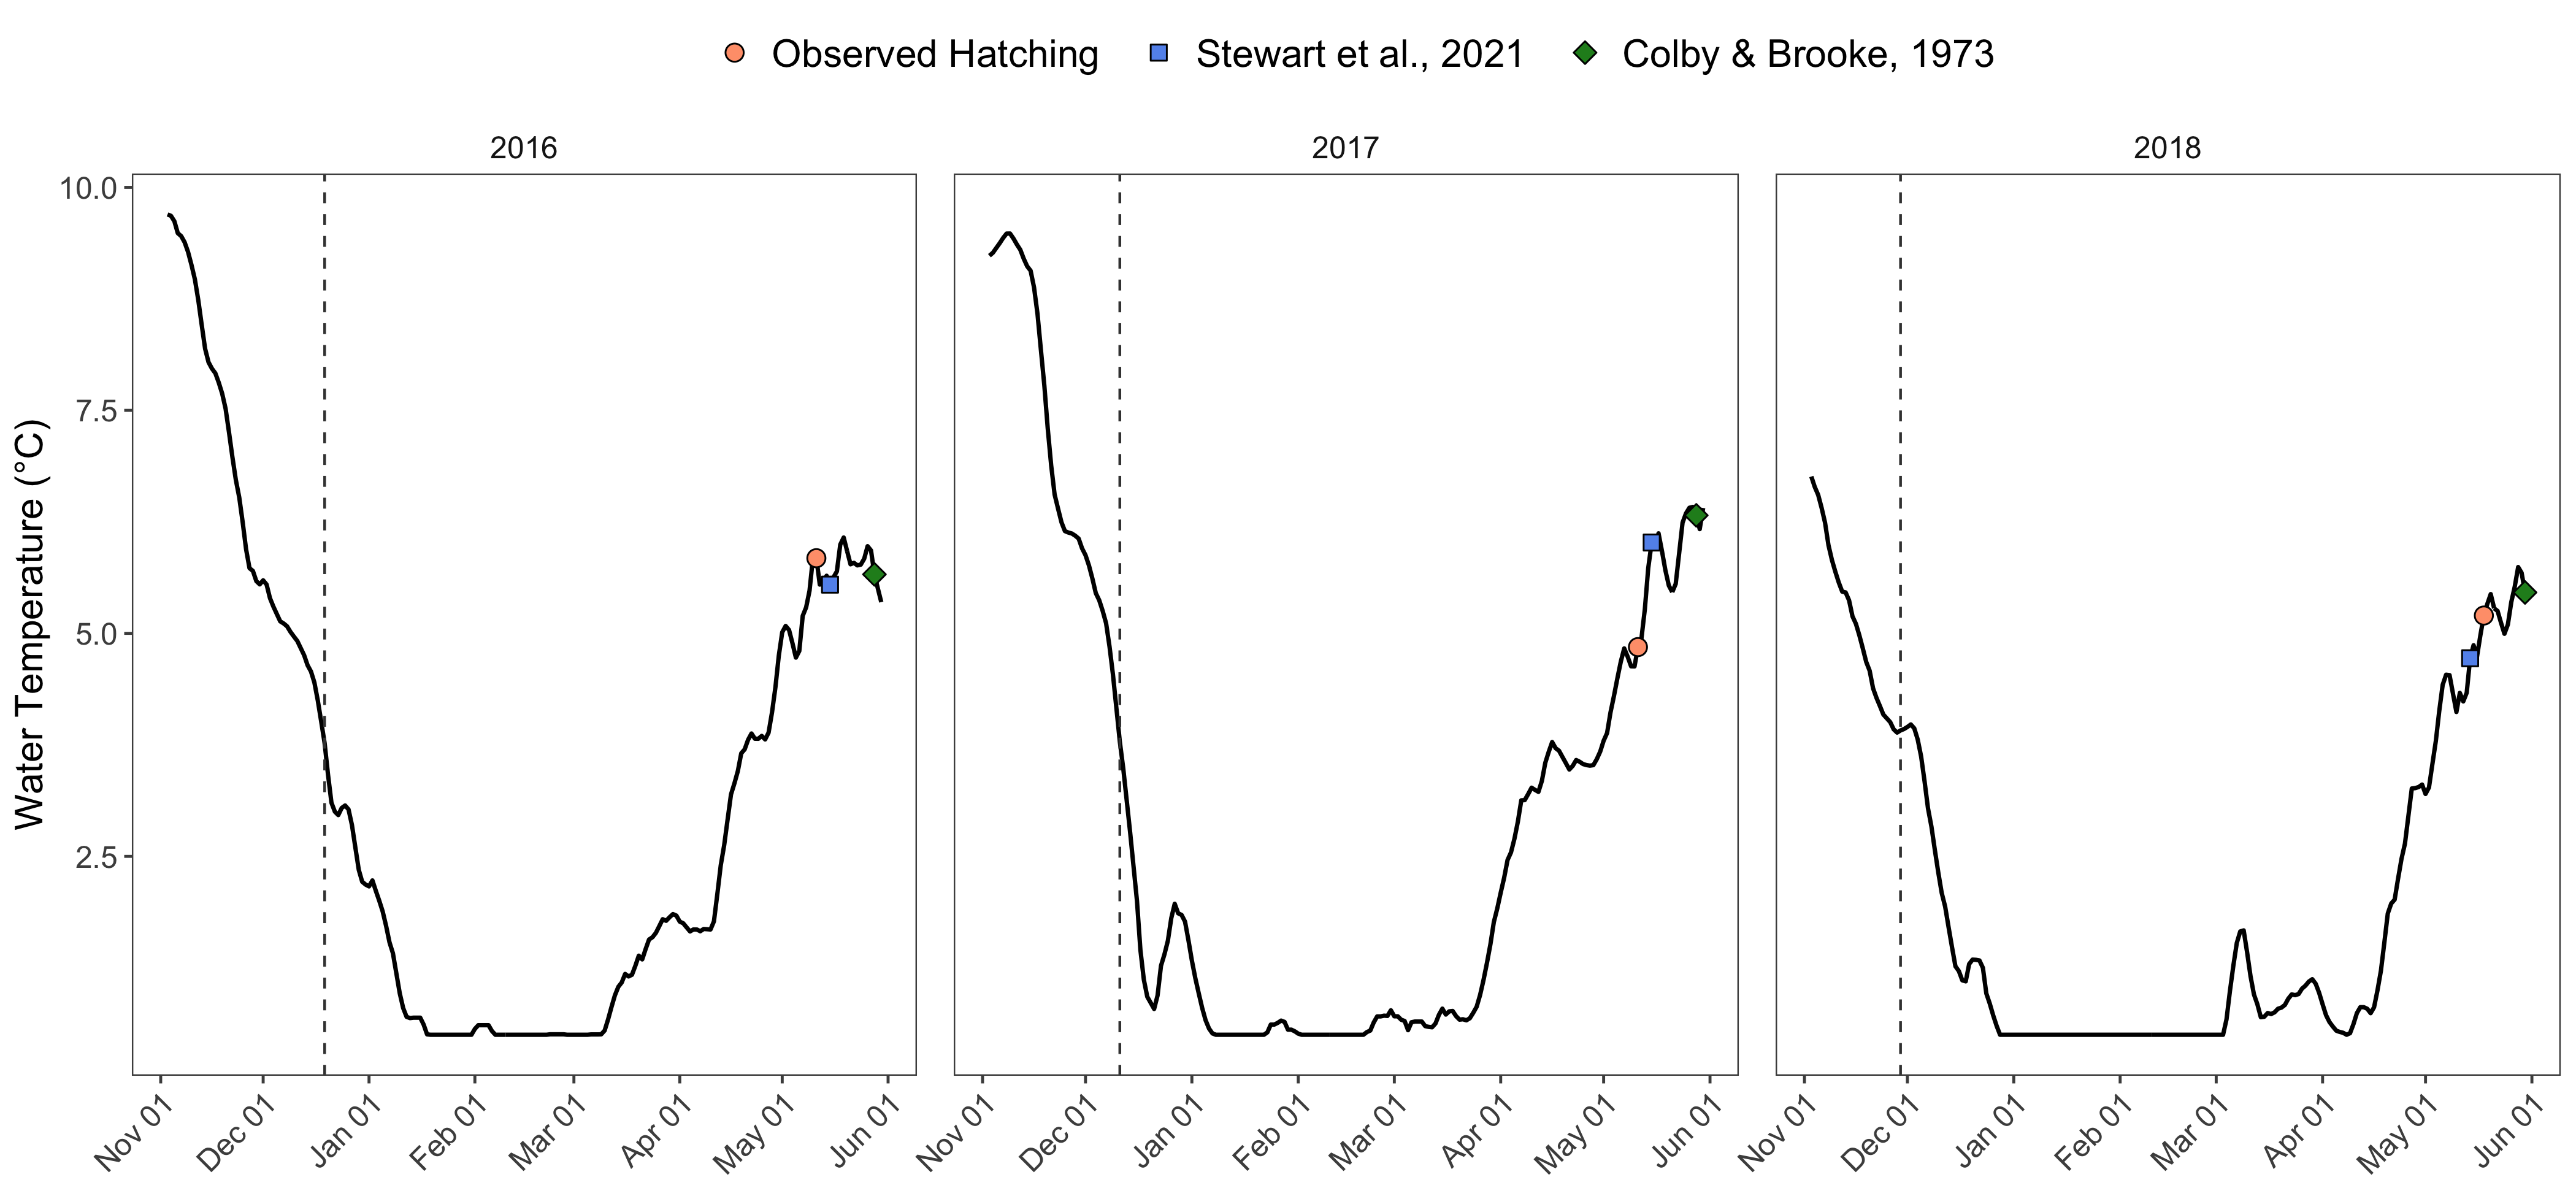 Observed Hatching Stewart et al., 2021 Colby & Brooke, 1973
2016 2017 2018
Water Temperature (°C)
10.0
7.5
5.0
2.5
Nov 01 Dec 01 Jan 01 Feb 01 Mar 01 Apr 01 May 01 Jun 01 Nov 01 Dec 01 Jan 01 Feb 01 Mar 01 Apr 01 May 01 Jun 01 Nov 01 Dec 01 Jan 01 Feb 01 Mar 01 Apr 01 May 01 Jun 01